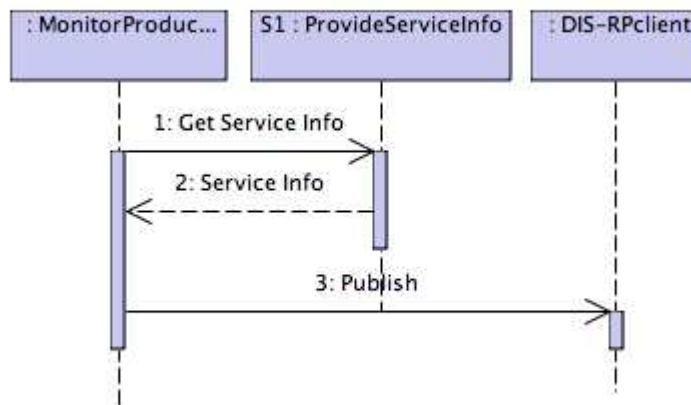 : MonitorProduc...
S1 : ProvideServiceInfo
: DIS-RPclient
1: Get Service Info
2: Service Info
3: Publish